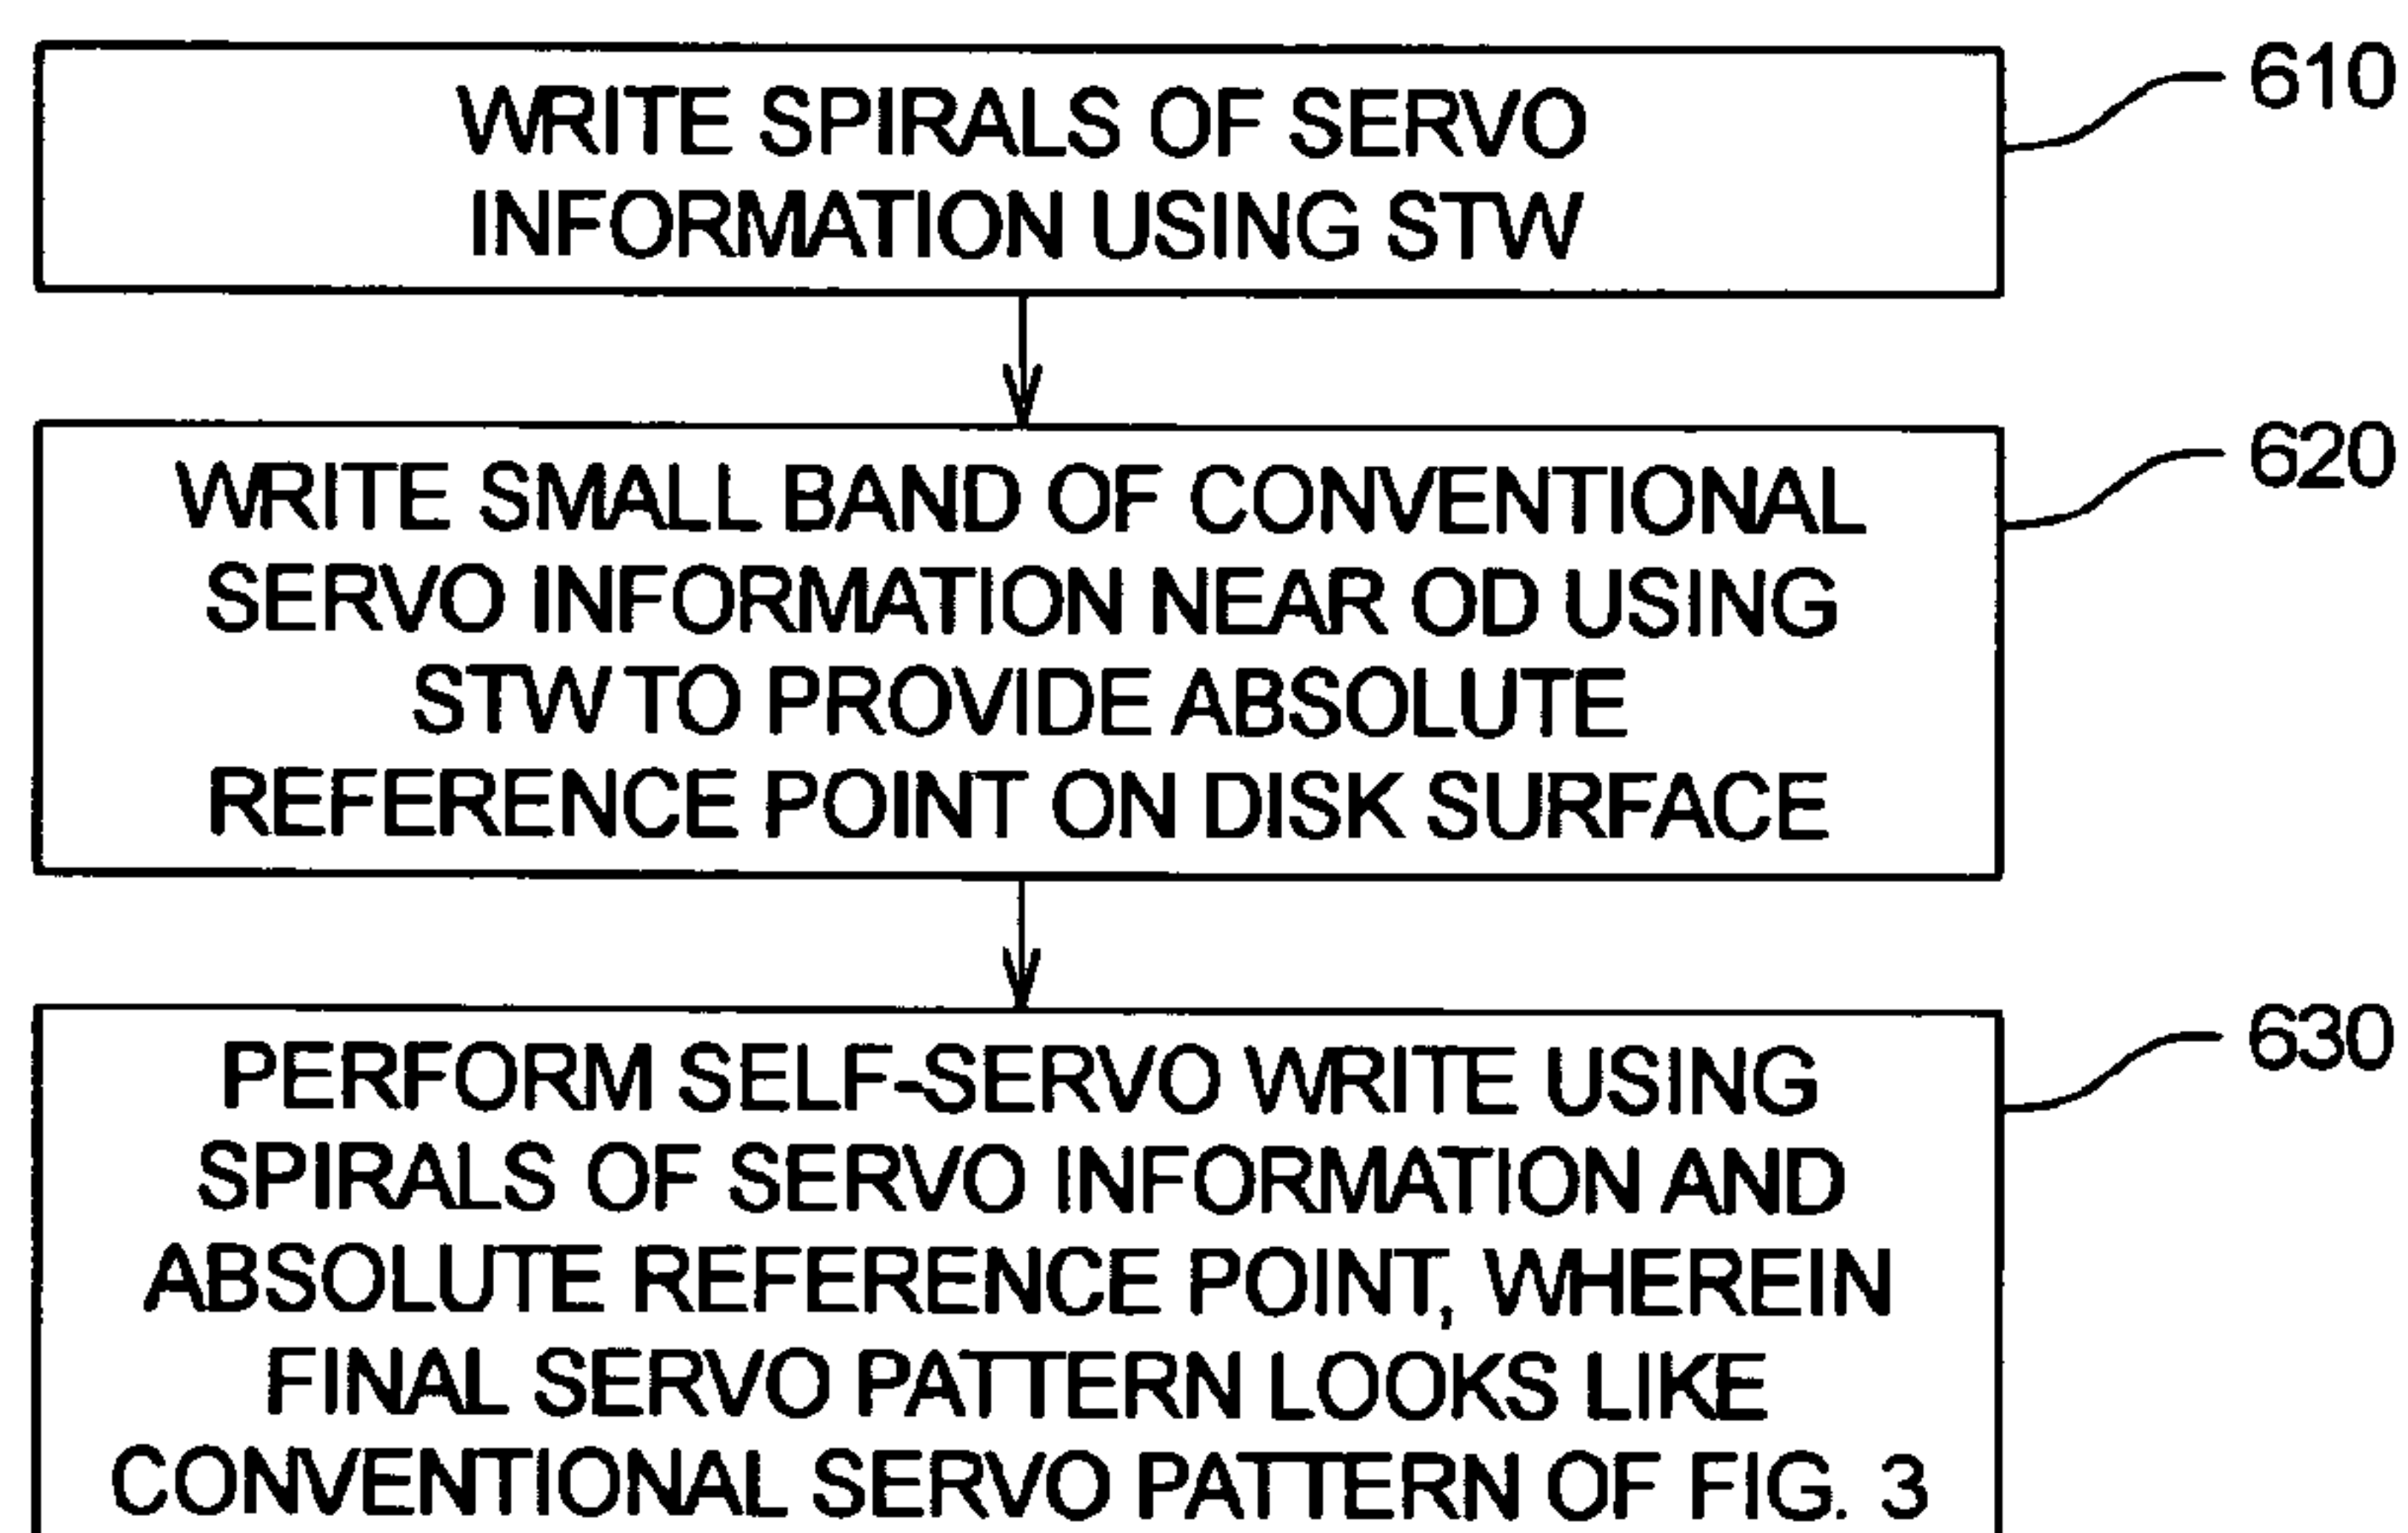 WRITE SPIRALS OF SERVO
INFORMATION USING STW
610
WRITE SMALL BAND OF CONVENTIONAL
SERVO INFORMATION NEAR OD USING
STW TO PROVIDE ABSOLUTE
REFERENCE POINT ON DISK SURFACE
620
PERFORM SELF-SERVO WRITE USING
SPIRALS OF SERVO INFORMATION AND
ABSOLUTE REFERENCE POINT, WHEREIN
FINAL SERVO PATTERN LOOKS LIKE
CONVENTIONAL SERVO PATTERN OF FIG. 3
630